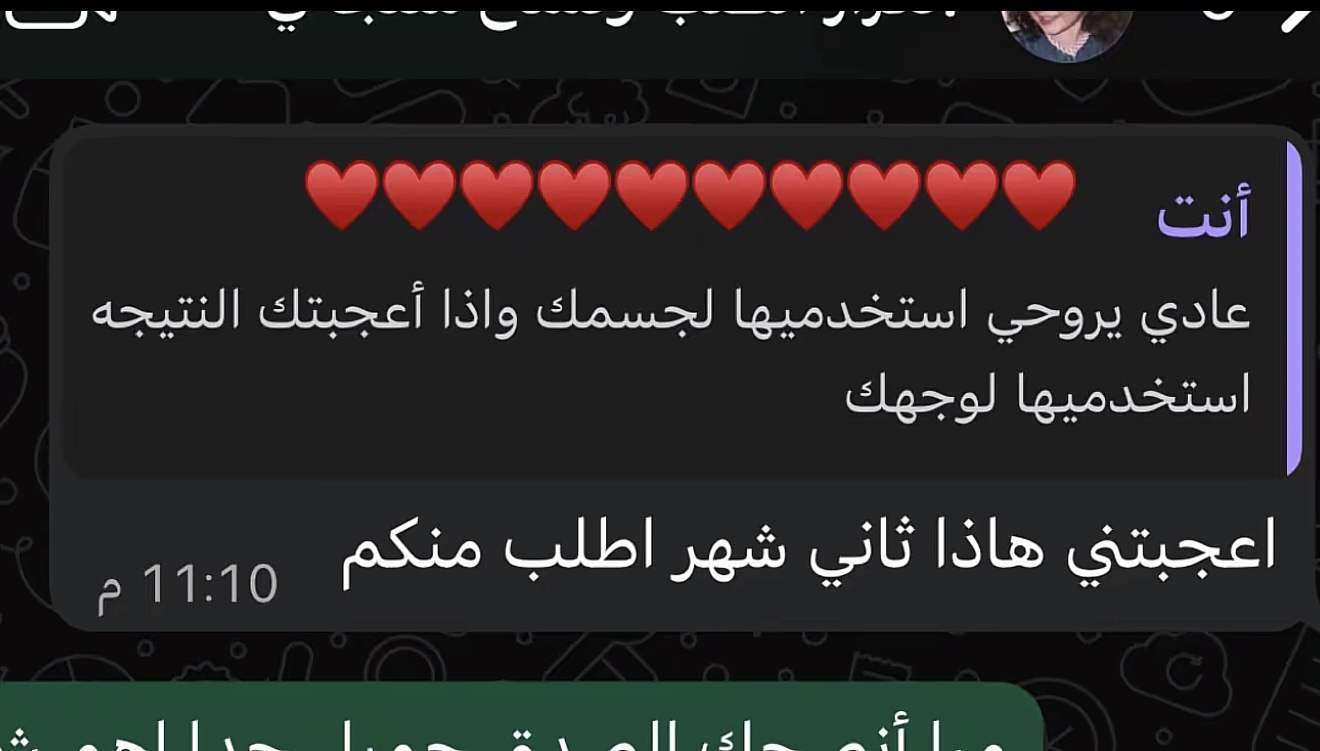 أنت
❤️❤️❤️❤️❤️❤️❤️❤️❤️❤️
عادي يروحي استخدميها لجسمك واذا أعجبتك النتيجه
استخدميها لوجهك
اعجبتني هاذا ثاني شهر اطلب منكم
11:10 م